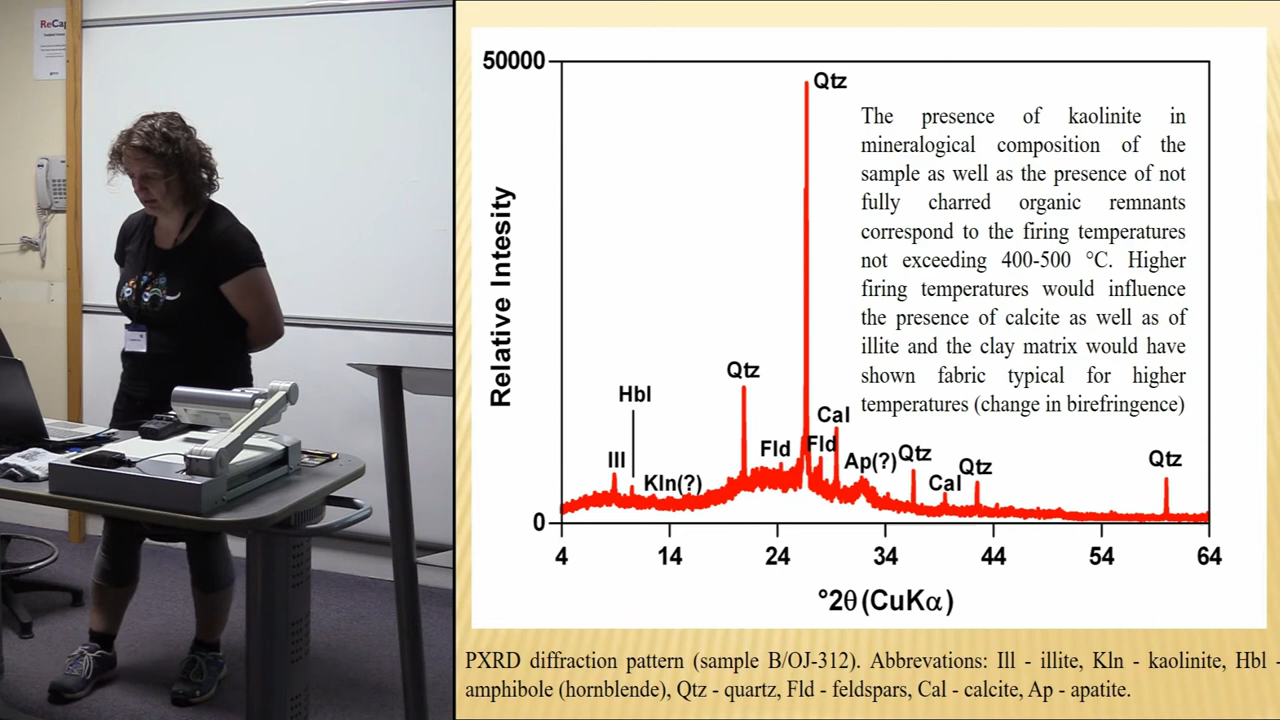 ReCap
50000
Qtz
The presence of kaolinite in
mineralogical composition of the
sample as well as the presence of not
fully charred organic remnants
correspond to the firing temperatures
not exceeding 400-500 °C. Higher
firing temperatures would influence
the presence of calcite as well as of
illite and the clay matrix would have
shown fabric typical for higher
temperatures (change in birefringence)
Relative Intesity
Qtz
Hbl
Cal
Fld
Fld
Ill
Ap(?)
Qtz
Qtz
Qtz
Kln(?)
Cal
0
4 14 24 34 44 54 64
°2θ (CuKα)
PXRD diffraction pattern (sample B/OJ-312). Abbrevations: Ill - illite, Kln - kaolinite, Hbl -
amphibole (hornblende), Qtz - quartz, Fld - feldspars, Cal - calcite, Ap - apatite.